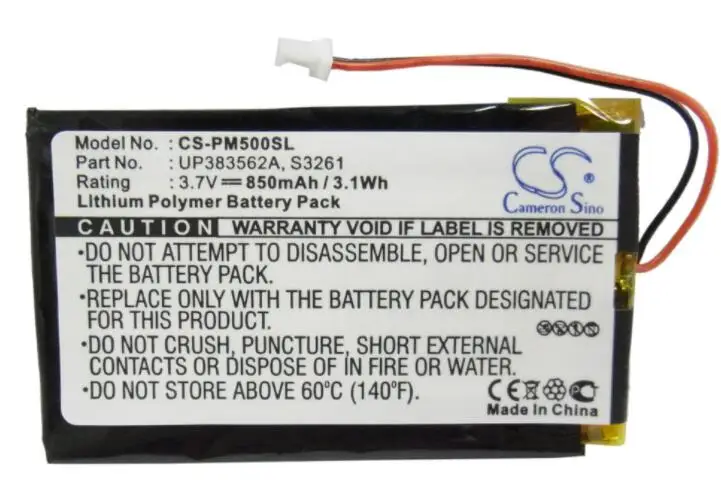 Model No. : CS-PM500SL
Part No. : UP383562A, S3261
Rating : 3.7V 850mAh / 3.1Wh
Lithium Polymer Battery Pack
CS
Cameron Sino
CAUTION WARRANTY VOID IF LABEL IS REMOVED
•DO NOT ATTEMPT TO DISASSEMBLE, OPEN OR SERVICE
THE BATTERY PACK.
•REPLACE ONLY WITH THE BATTERY PACK DESIGNATED
FOR THIS PRODUCT.
•DO NOT CRUSH, PUNCTURE, SHORT EXTERNAL
CONTACTS OR DISPOSE OF IN FIRE OR WATER.
•DO NOT STORE ABOVE 60°C (140°F).
CE
Made In China